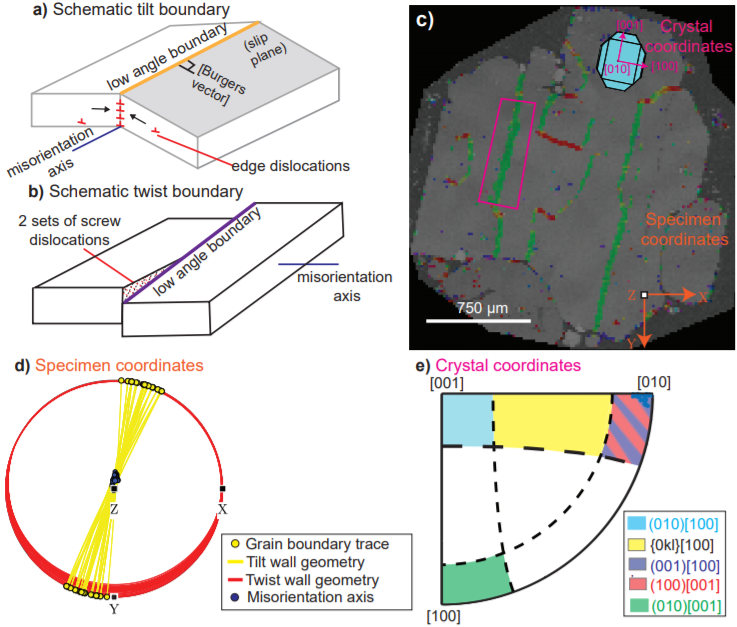 a) Schematic tilt boundary
low angle boundary
(slip
plane)
[Burgers
vector]
misorientation
axis
edge dislocations
b) Schematic twist boundary
2 sets of screw
dislocations
low angle boundary
misorientation
axis
c)
[001]
Crystal
coordinates
[010]
[100]
Specimen
coordinates
Z
X
Y
750 µm
d) Specimen coordinates
Z
X
Y
Grain boundary trace
Tilt wall geometry
Twist wall geometry
Misorientation axis
e) Crystal coordinates
[001]
[010]
[100]
(010)[100]
{0kl}[100]
(001)[100]
(100)[001]
(010)[001]